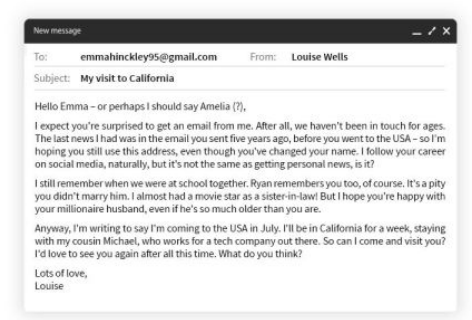 New message
To: emmahinckley95@gmail.com From: Louise Wells
Subject: My visit to California
Hello Emma – or perhaps I should say Amelia (?),
I expect you're surprised to get an email from me. After all, we haven't been in touch for ages.
The last news I had was in the email you sent five years ago, before you went to the USA – so I'm
hoping you still use this address, even though you've changed your name. I follow your career
on social media, naturally, but it's not the same as getting personal news, is it?
I still remember when we were at school together. Ryan remembers you too, of course. It's a pity
you didn't marry him. I almost had a movie star as a sister-in-law! But I hope you're happy with
your millionaire husband, even if he's so much older than you are.
Anyway, I'm writing to say I'm coming to the USA in July. I'll be in California for a week, staying
with my cousin Michael, who works for a tech company out there. So can I come and visit you?
I'd love to see you again after all this time. What do you think?
Lots of love,
Louise